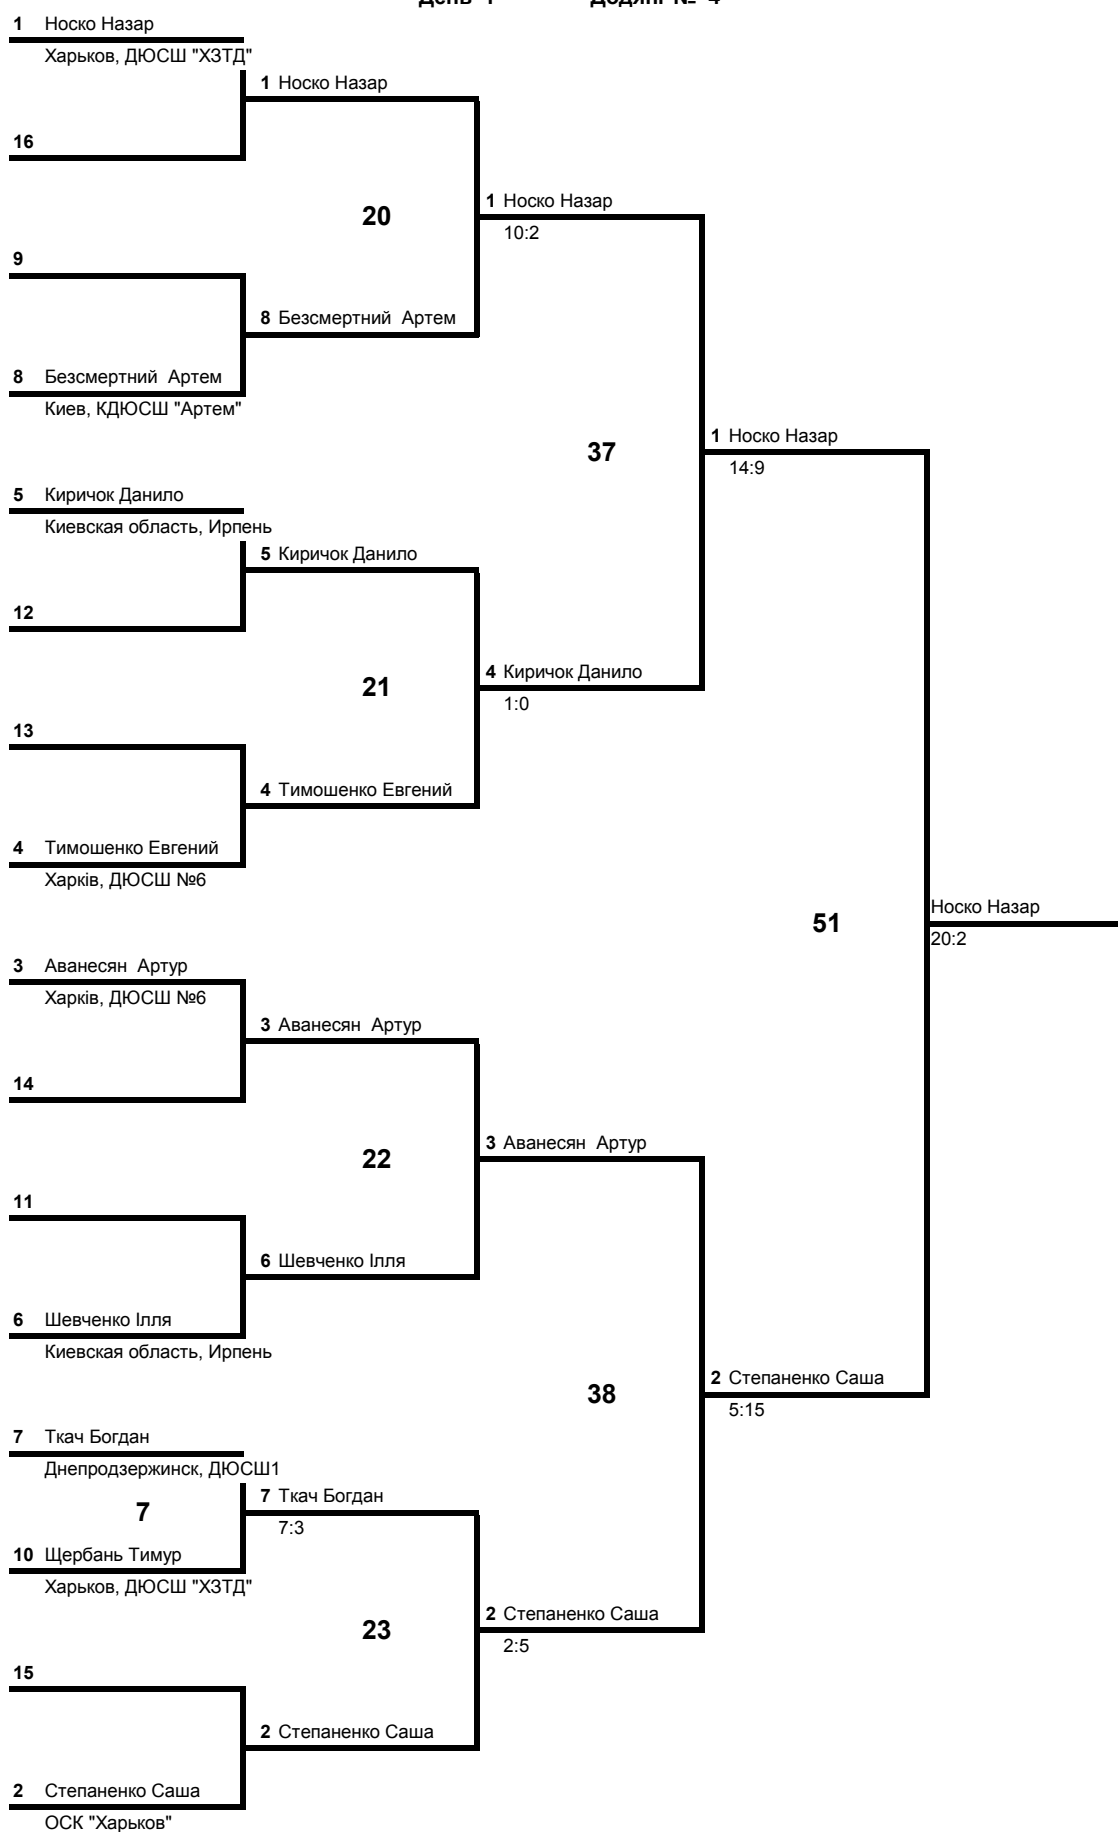 День 1 Додянг № 4
1 Носко Назар
Харьков, ДЮСШ "ХЗТД"
1 Носко Назар
16
1 Носко Назар
20
10:2
9
8 Безсмертний Артем
8 Безсмертний Артем
Киев, КДЮСШ "Артем"
1 Носко Назар
37
14:9
5 Киричок Данило
Киевская область, Ирпень
5 Киричок Данило
12
4 Киричок Данило
21
1:0
13
4 Тимошенко Евгений
4 Тимошенко Евгений
Харків, ДЮСШ №6
Носко Назар
51
20:2
3 Аванесян Артур
Харків, ДЮСШ №6
3 Аванесян Артур
14
3 Аванесян Артур
22
11
6 Шевченко Ілля
6 Шевченко Ілля
Киевская область, Ирпень
2 Степаненко Саша
38
5:15
7 Ткач Богдан
Днепродзержинск, ДЮСШ1
7 Ткач Богдан
7
7:3
10 Щербань Тимур
Харьков, ДЮСШ "ХЗТД"
2 Степаненко Саша
23
2:5
15
2 Степаненко Саша
2 Степаненко Саша
ОСК "Харьков"